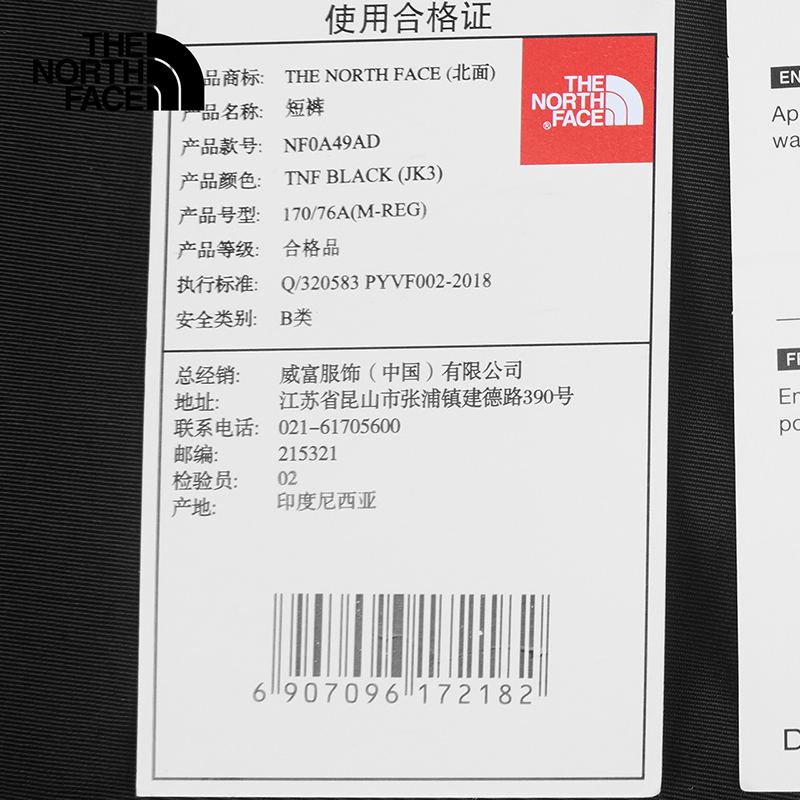 THE
NORTH
FACE
使用合格证
品商标: THE NORTH FACE (北面)
产品名称: 短裤
产品款号: NF0A49AD
产品颜色: TNF BLACK (JK3)
产品号型: 170/76A(M-REG)
产品等级: 合格品
执行标准: Q/320583 PYVF002-2018
安全类别: B类
THE
NORTH
®FACE
总经销: 威富服饰(中国)有限公司
地址: 江苏省昆山市张浦镇建德路390号
联系电话: 021-61705600
邮编: 215321
检验员: 02
产地: 印度尼西亚
6 907096 172182
EN
Ap
wa
FR
En
po
D